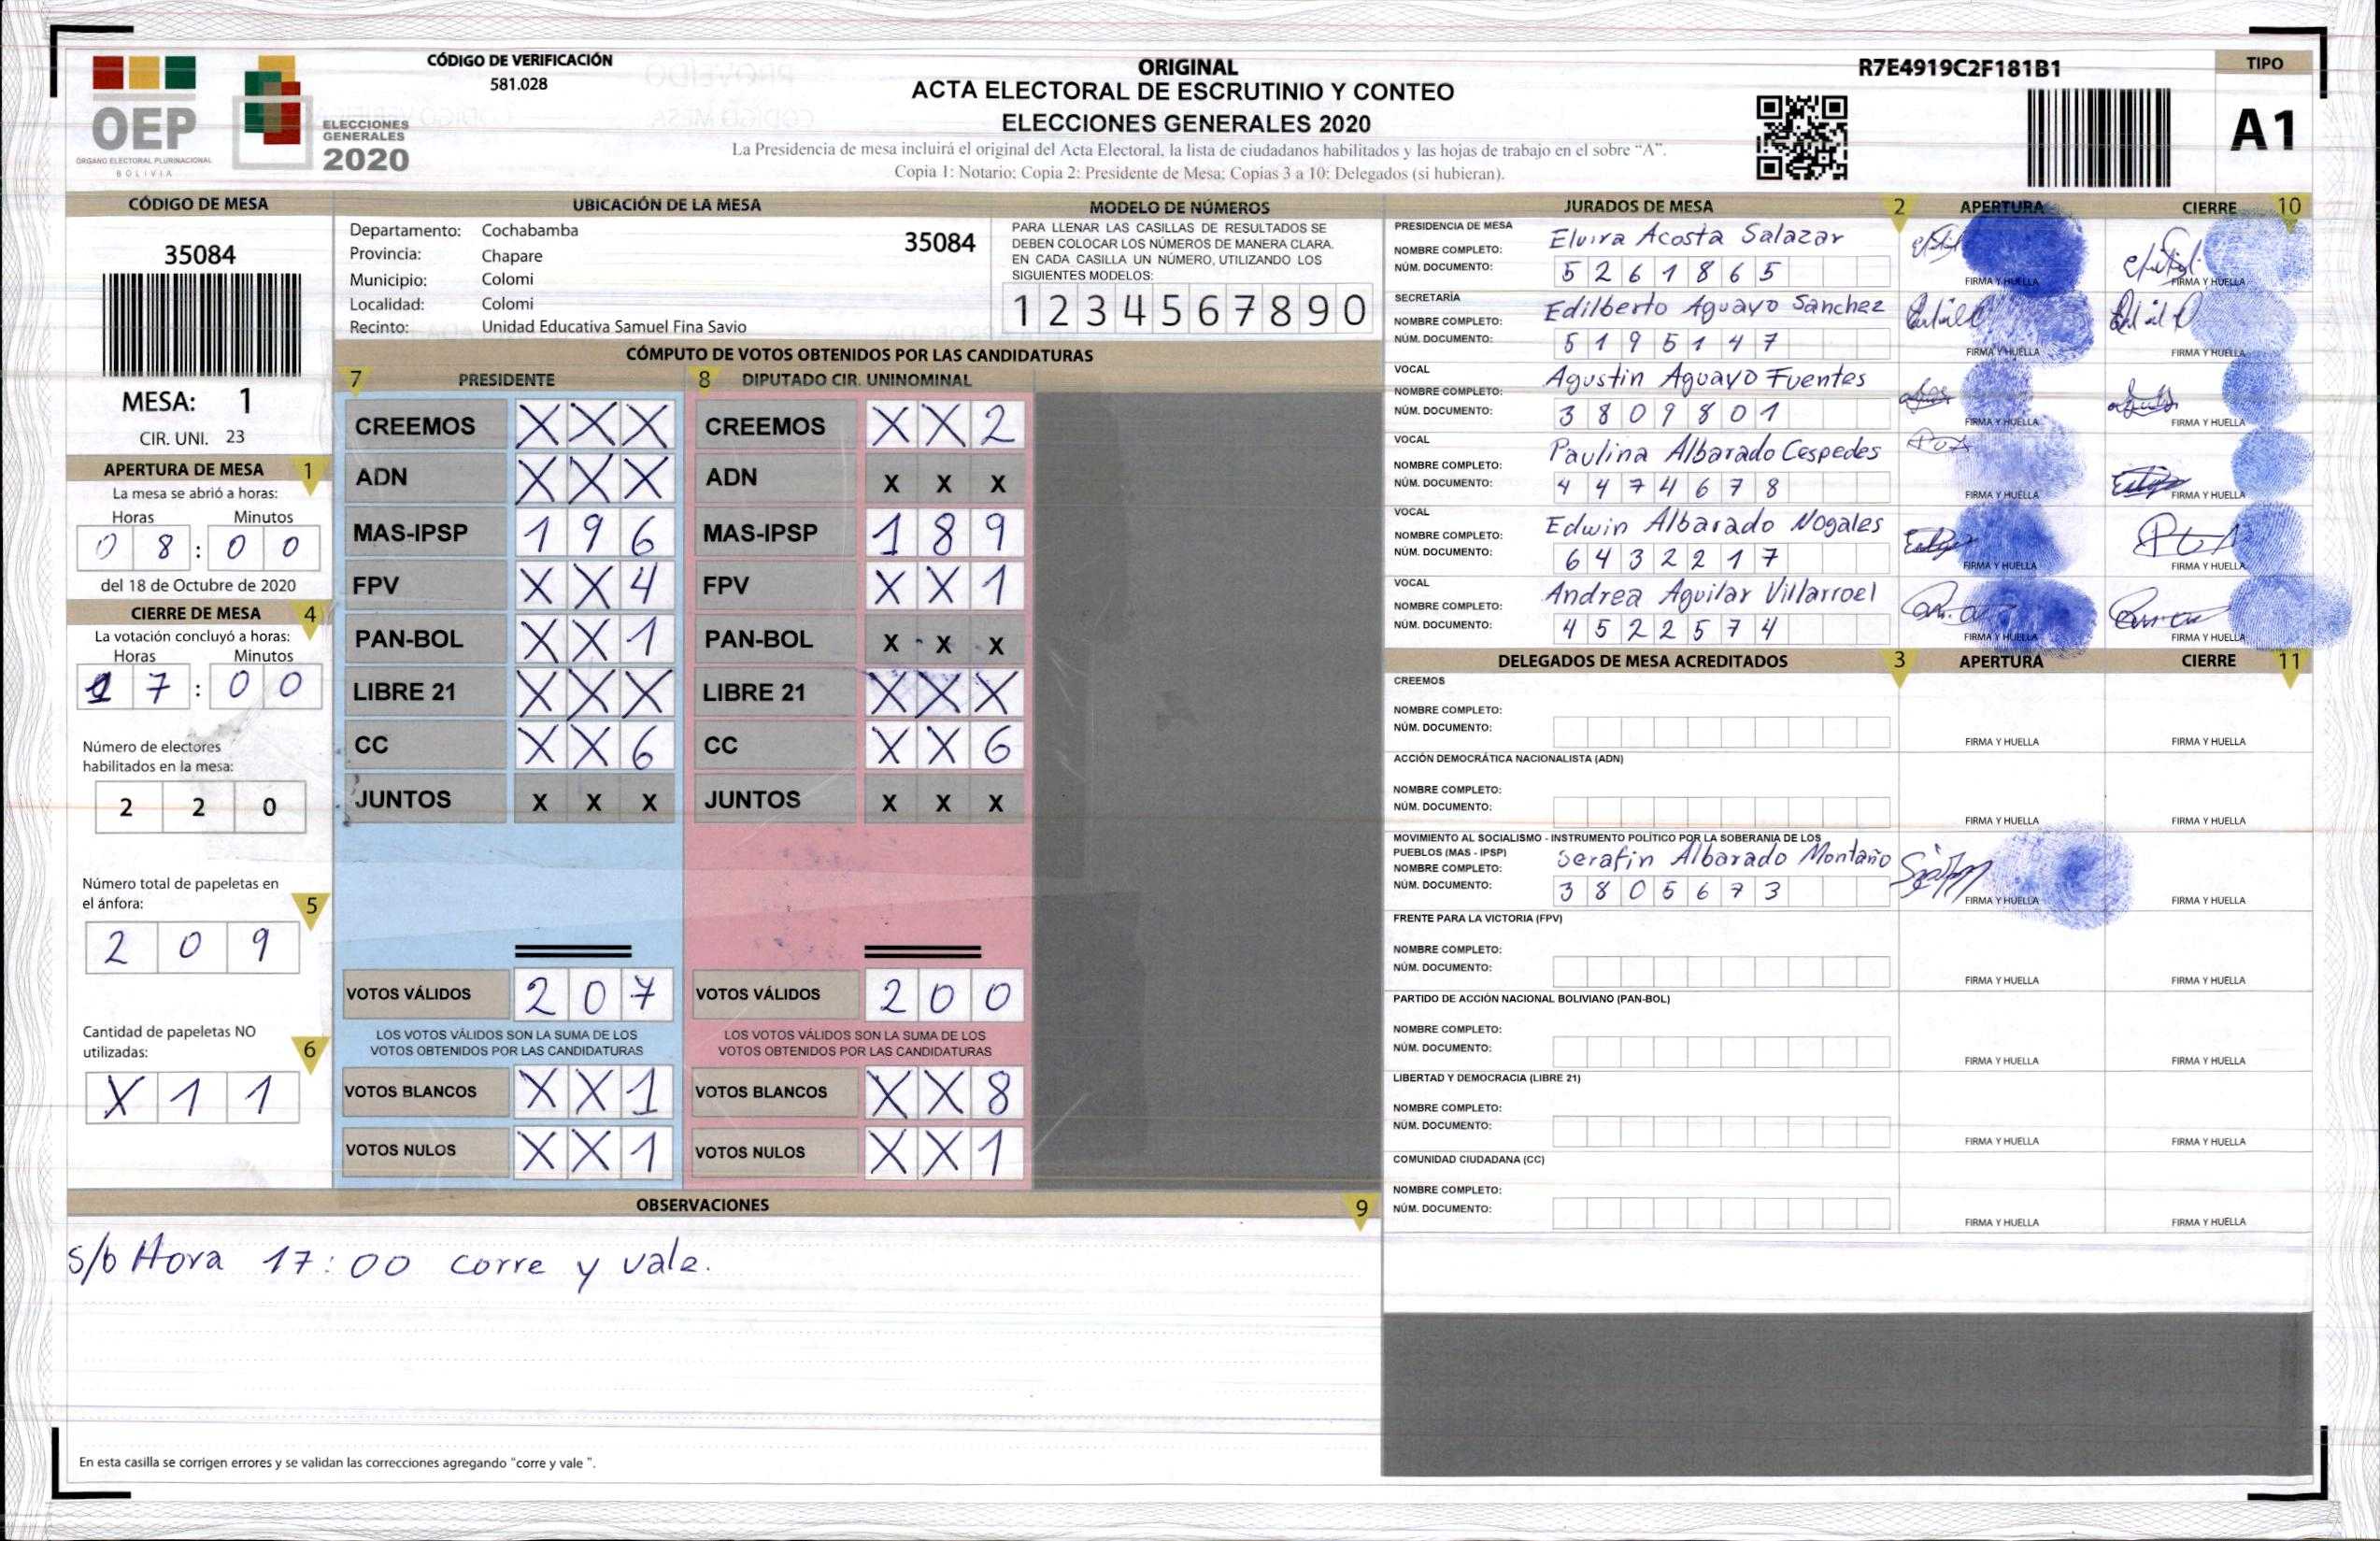 OEP
ÓRGANO ELECTORAL PLURINACIONAL
BOLIVIA
ELECCIONES
GENERALES
2020
CÓDIGO DE VERIFICACIÓN
581.028
ORIGINAL
ACTA ELECTORAL DE ESCRUTINIO Y CONTEO
ELECCIONES GENERALES 2020
La Presidencia de mesa incluirá el original del Acta Electoral, la lista de ciudadanos habilitados y las hojas de trabajo en el sobre “A”.
Copia 1: Notario; Copia 2: Presidente de Mesa; Copias 3 a 10: Delegados (si hubieran).
R7E4919C2F181B1
TIPO
A1
CÓDIGO DE MESA
35084
MESA: 1
CIR. UNI. 23
APERTURA DE MESA 1
La mesa se abrió a horas:
Horas Minutos
0 8 : 0 0
del 18 de Octubre de 2020
CIERRE DE MESA 4
La votación concluyó a horas:
Horas Minutos
1 7 : 0 0
Número de electores
habilitados en la mesa:
2 2 0
Número total de papeletas en
el ánfora: 5
2 0 9
Cantidad de papeletas NO
utilizadas: 6
X 1 1
UBICACIÓN DE LA MESA
Departamento: Cochabamba
Provincia: Chapare
Municipio: Colomi
Localidad: Colomi
Recinto: Unidad Educativa Samuel Fina Savio
35084
MODELO DE NÚMEROS
PARA LLENAR LAS CASILLAS DE RESULTADOS SE
DEBEN COLOCAR LOS NÚMEROS DE MANERA CLARA.
EN CADA CASILLA UN NÚMERO, UTILIZANDO LOS
SIGUIENTES MODELOS:
1 2 3 4 5 6 7 8 9 0
CÓMPUTO DE VOTOS OBTENIDOS POR LAS CANDIDATURAS
7 PRESIDENTE
CREEMOS X X X
ADN X X X
MAS-IPSP 1 9 6
FPV X X 4
PAN-BOL X X 1
LIBRE 21 X X X
CC X X 6
JUNTOS X X X
VOTOS VÁLIDOS 2 0 7
LOS VOTOS VÁLIDOS SON LA SUMA DE LOS
VOTOS OBTENIDOS POR LAS CANDIDATURAS
VOTOS BLANCOS X X 1
VOTOS NULOS X X 1
8 DIPUTADO CIR. UNINOMINAL
CREEMOS X X 2
ADN X X X
MAS-IPSP 1 8 9
FPV X X 1
PAN-BOL X X X
LIBRE 21 X X X
CC X X 6
JUNTOS X X X
VOTOS VÁLIDOS 2 0 0
LOS VOTOS VÁLIDOS SON LA SUMA DE LOS
VOTOS OBTENIDOS POR LAS CANDIDATURAS
VOTOS BLANCOS X X 8
VOTOS NULOS X X 1
OBSERVACIONES 9
S/b Hora 17:00 corre y vale.
En esta casilla se corrigen errores y se validan las correcciones agregando "corre y vale ".
JURADOS DE MESA 2 APERTURA CIERRE 10
PRESIDENCIA DE MESA
NOMBRE COMPLETO: Elvira Acosta Salazar
NÚM. DOCUMENTO: 5 2 6 1 8 6 5
FIRMA Y HUELLA FIRMA Y HUELLA
SECRETARÍA
NOMBRE COMPLETO: Edilberto Aguayo Sanchez
NÚM. DOCUMENTO: 5 1 9 5 1 4 7
FIRMA Y HUELLA FIRMA Y HUELLA
VOCAL
NOMBRE COMPLETO: Agustin Aguayo Fuentes
NÚM. DOCUMENTO: 3 8 0 9 8 0 1
FIRMA Y HUELLA FIRMA Y HUELLA
VOCAL
NOMBRE COMPLETO: Paulina Albarado Cespedes
NÚM. DOCUMENTO: 4 4 7 4 6 7 8
FIRMA Y HUELLA FIRMA Y HUELLA
VOCAL
NOMBRE COMPLETO: Edwin Albarado Nogales
NÚM. DOCUMENTO: 6 4 3 2 2 1 7
FIRMA Y HUELLA FIRMA Y HUELLA
VOCAL
NOMBRE COMPLETO: Andrea Aguilar Villarroel
NÚM. DOCUMENTO: 4 5 2 2 5 7 4
FIRMA Y HUELLA FIRMA Y HUELLA
DELEGADOS DE MESA ACREDITADOS 3 APERTURA CIERRE 11
CREEMOS
NOMBRE COMPLETO:
NÚM. DOCUMENTO:
FIRMA Y HUELLA FIRMA Y HUELLA
ACCIÓN DEMOCRÁTICA NACIONALISTA (ADN)
NOMBRE COMPLETO:
NÚM. DOCUMENTO:
FIRMA Y HUELLA FIRMA Y HUELLA
MOVIMIENTO AL SOCIALISMO - INSTRUMENTO POLÍTICO POR LA SOBERANIA DE LOS
PUEBLOS (MAS - IPSP)
NOMBRE COMPLETO: Serafin Albarado Montaño
NÚM. DOCUMENTO: 3 8 0 5 6 7 3
FIRMA Y HUELLA FIRMA Y HUELLA
FRENTE PARA LA VICTORIA (FPV)
NOMBRE COMPLETO:
NÚM. DOCUMENTO:
FIRMA Y HUELLA FIRMA Y HUELLA
PARTIDO DE ACCIÓN NACIONAL BOLIVIANO (PAN-BOL)
NOMBRE COMPLETO:
NÚM. DOCUMENTO:
FIRMA Y HUELLA FIRMA Y HUELLA
LIBERTAD Y DEMOCRACIA (LIBRE 21)
NOMBRE COMPLETO:
NÚM. DOCUMENTO:
FIRMA Y HUELLA FIRMA Y HUELLA
COMUNIDAD CIUDADANA (CC)
NOMBRE COMPLETO:
NÚM. DOCUMENTO:
FIRMA Y HUELLA FIRMA Y HUELLA